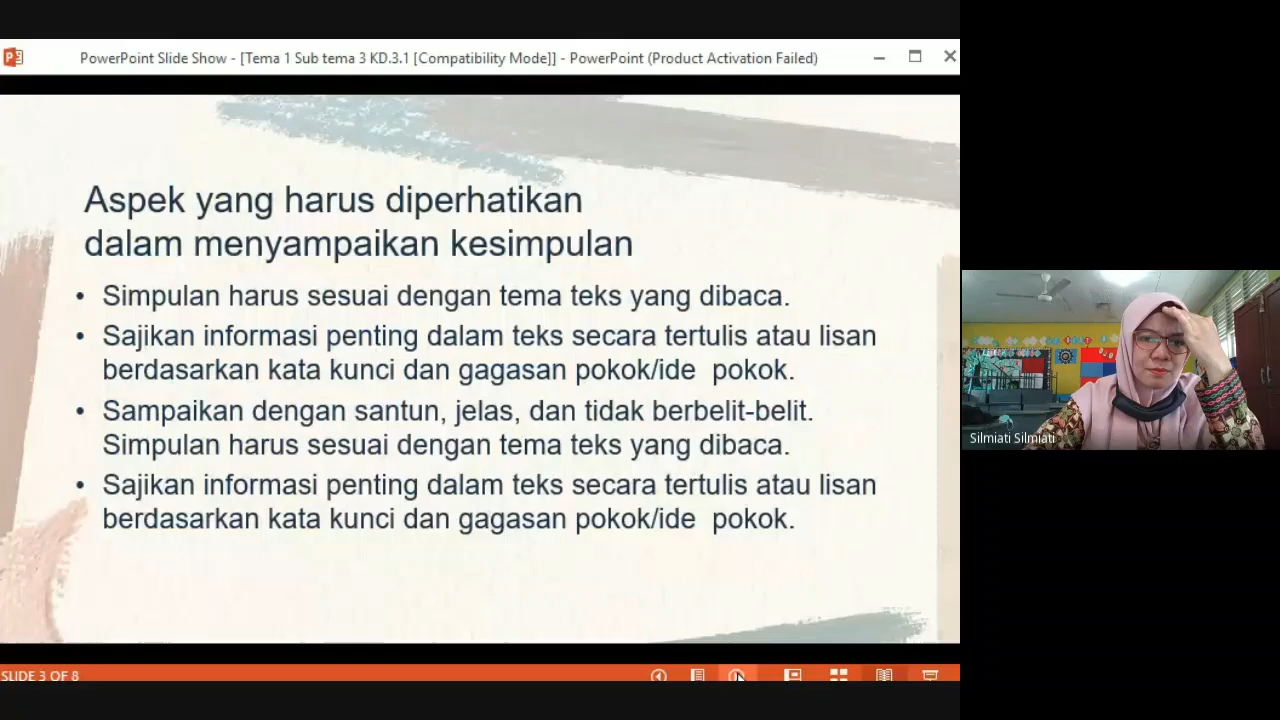 PowerPoint Slide Show - [Tema 1 Sub tema 3 KD.3.1 [Compatibility Mode]] - PowerPoint (Product Activation Failed)
Aspek yang harus diperhatikan
dalam menyampaikan kesimpulan
• Simpulan harus sesuai dengan tema teks yang dibaca.
• Sajikan informasi penting dalam teks secara tertulis atau lisan
berdasarkan kata kunci dan gagasan pokok/ide pokok.
• Sampaikan dengan santun, jelas, dan tidak berbelit-belit.
Simpulan harus sesuai dengan tema teks yang dibaca.
• Sajikan informasi penting dalam teks secara tertulis atau lisan
berdasarkan kata kunci dan gagasan pokok/ide pokok.
SLIDE 3 OF 8
Silmiati Silmiati